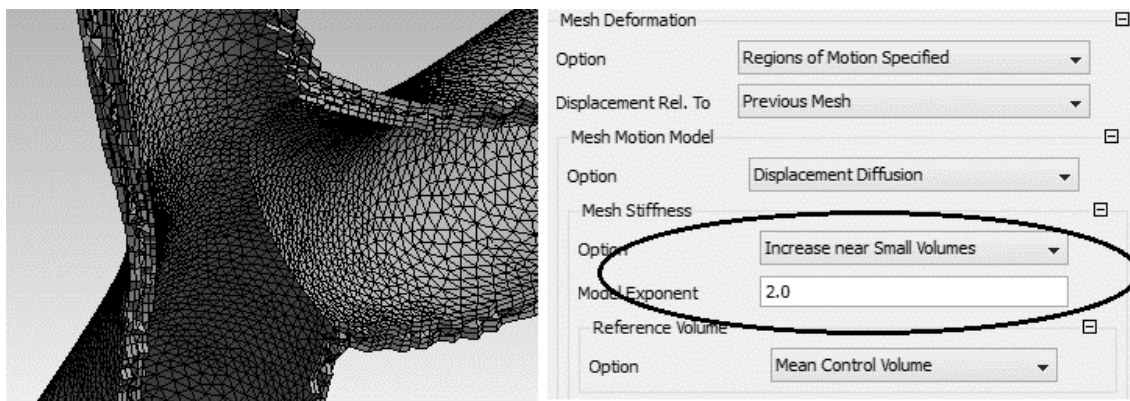 Mesh Deformation
Option Regions of Motion Specified
Displacement Rel. To Previous Mesh
Mesh Motion Model
Option Displacement Diffusion
Mesh Stiffness
Option Increase near Small Volumes
Model Exponent 2.0
Reference Volume
Option Mean Control Volume